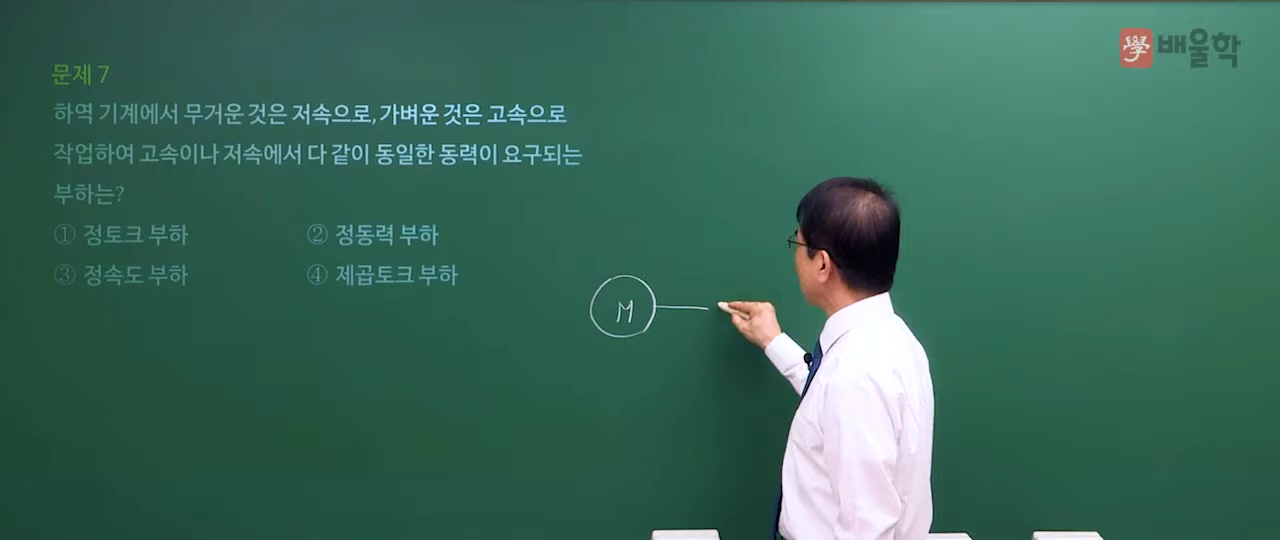 學 배울학
문제 7
하역 기계에서 무거운 것은 저속으로, 가벼운 것은 고속으로
작업하여 고속이나 저속에서 다 같이 동일한 동력이 요구되는
부하는?
① 정토크 부하 ② 정동력 부하
③ 정속도 부하 ④ 제곱토크 부하
M